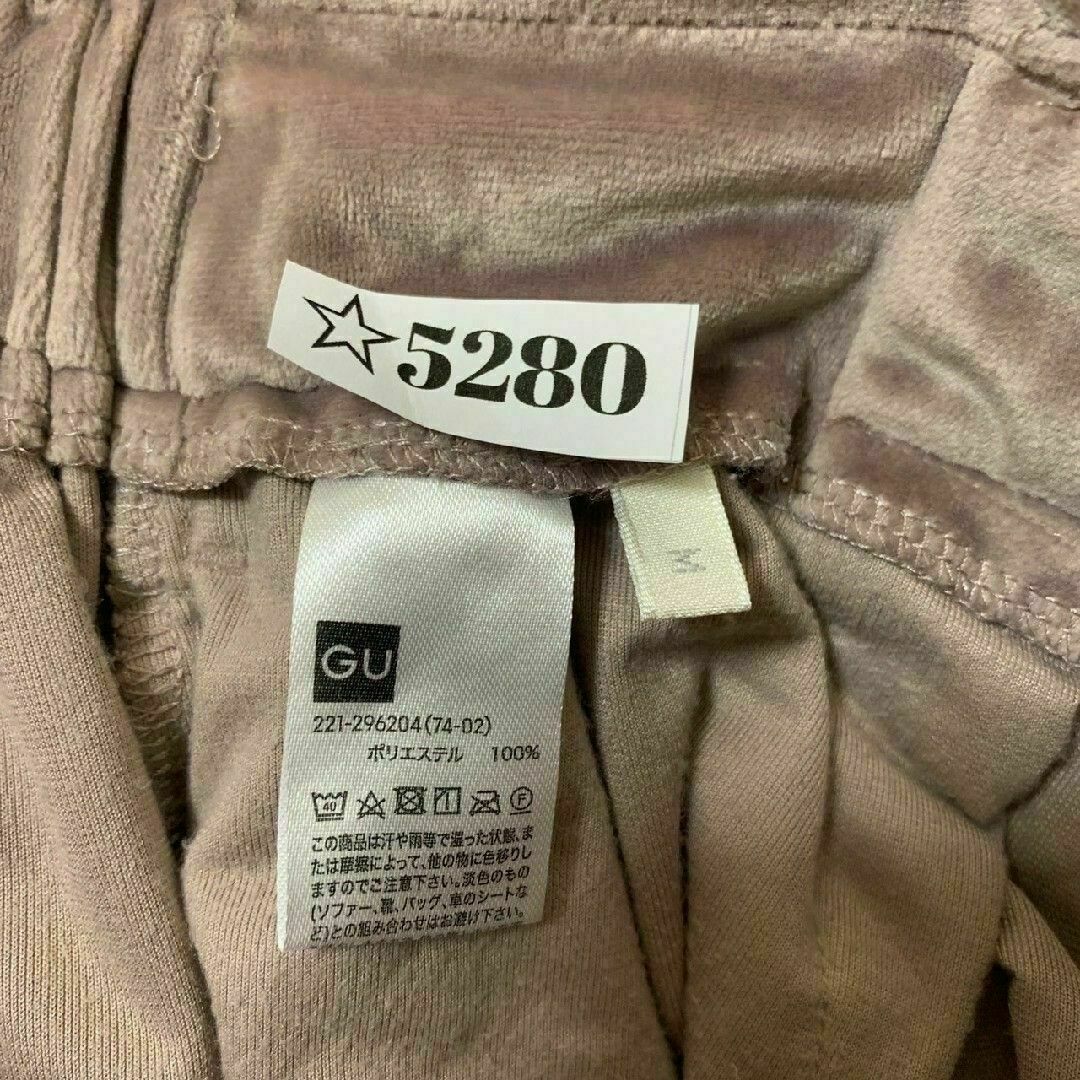 ☆5280
M
GU
221-296204(74-02)
ポリエステル 100%
40 F
この商品は汗や雨等で湿った状態、ま
たは摩擦によって、他の物に色移りし
ますのでご注意下さい。淡色のもの
(ソファー、靴、バッグ、車のシートな
ど)との組み合わせはお避け下さい。